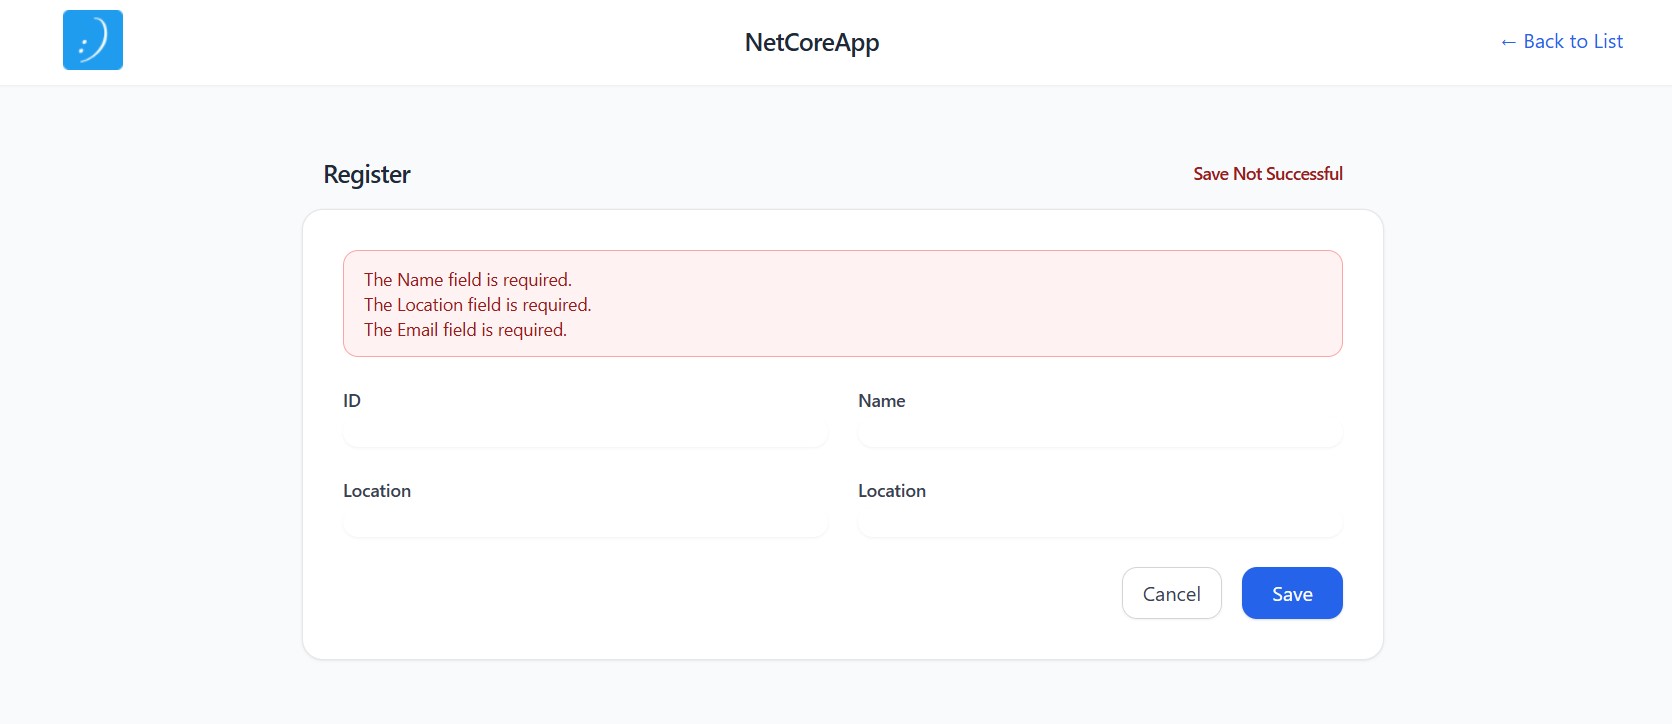 :)
NetCoreApp
← Back to List
Register
Save Not Successful
The Name field is required.
The Location field is required.
The Email field is required.
ID
Name
Location
Location
Cancel
Save